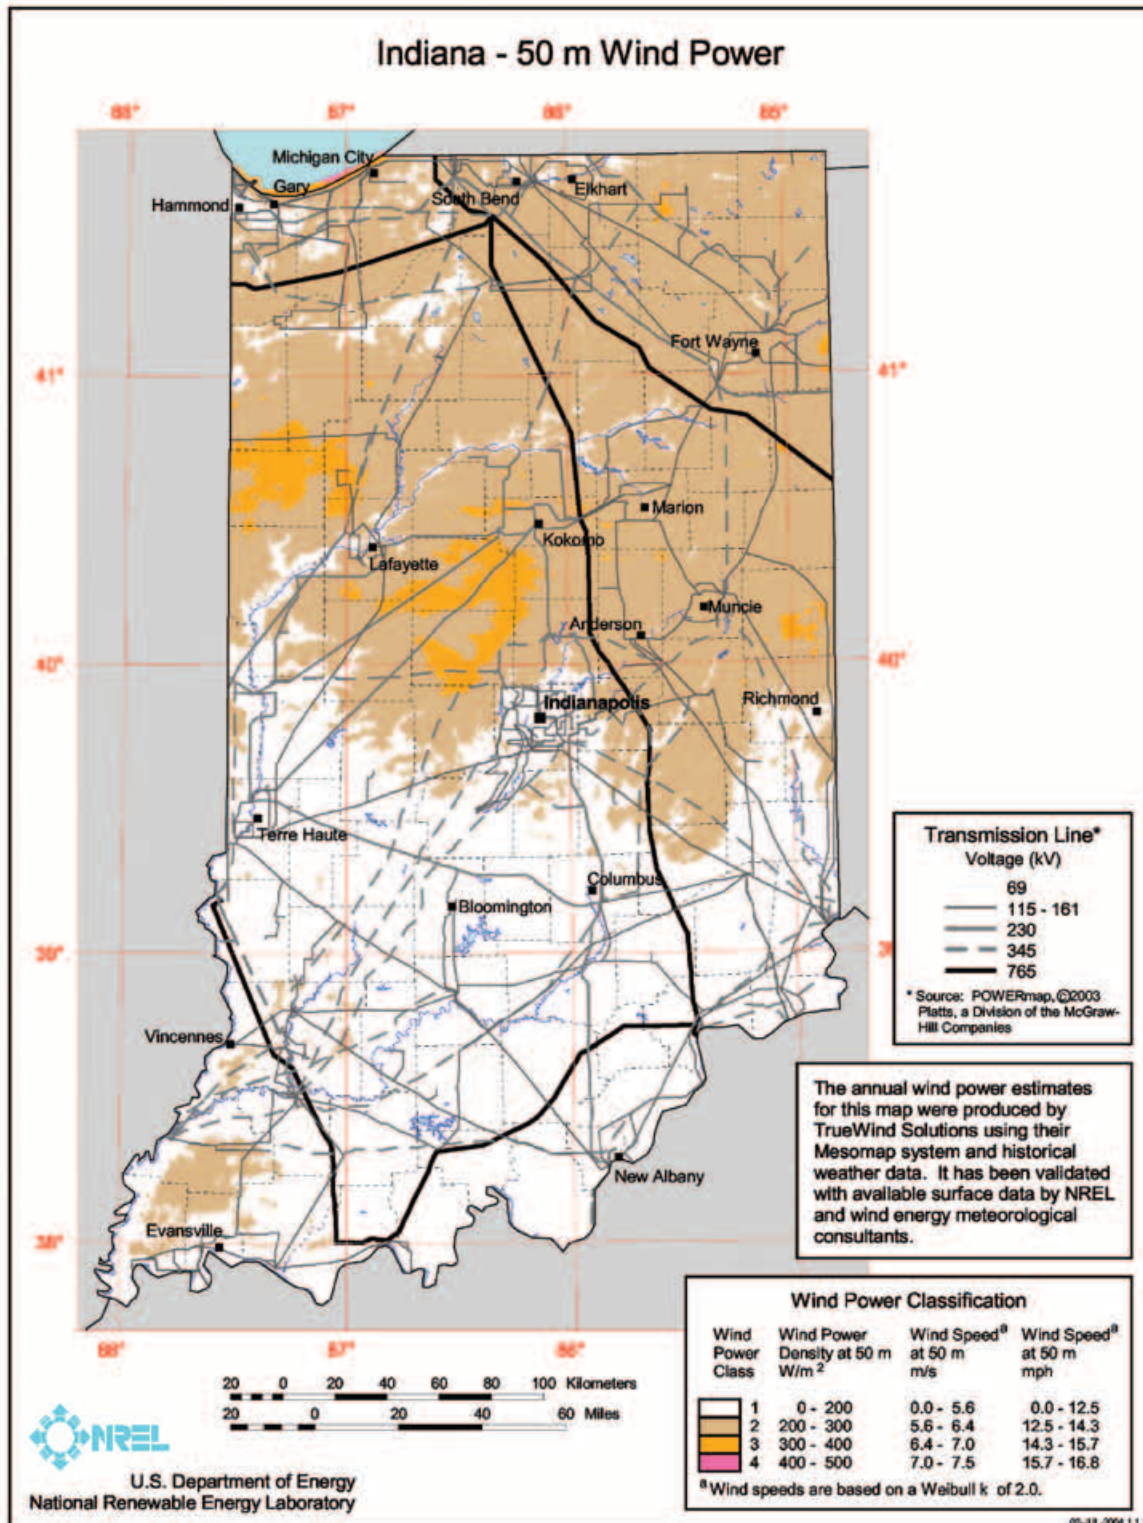 Indiana - 50 m Wind Power
88° 87° 86° 85°
Michigan City
Gary
Hammond
South Bend
Elkhart
Fort Wayne
41° 41°
Marion
Kokomo
Lafayette
Muncie
Anderson
40° 40°
Indianapolis
Richmond
Terre Haute
Columbus
Bloomington
39°
Vincennes
New Albany
Evansville
38°
88° 87° 86°
Transmission Line*
Voltage (kV)
69
115 - 161
230
345
765
* Source: POWERmap, ©2003
Platts, a Division of the McGraw-
Hill Companies
The annual wind power estimates
for this map were produced by
TrueWind Solutions using their
Mesomap system and historical
weather data. It has been validated
with available surface data by NREL
and wind energy meteorological
consultants.
Wind Power Classification
Wind Wind Power Wind Speedª Wind Speedª
Power Density at 50 m at 50 m at 50 m
Class W/m² m/s mph
1 0 - 200 0.0 - 5.6 0.0 - 12.5
2 200 - 300 5.6 - 6.4 12.5 - 14.3
3 300 - 400 6.4 - 7.0 14.3 - 15.7
4 400 - 500 7.0 - 7.5 15.7 - 16.8
ª Wind speeds are based on a Weibull k of 2.0.
20 0 20 40 60 80 100 Kilometers
20 0 20 40 60 Miles
NREL
U.S. Department of Energy
National Renewable Energy Laboratory